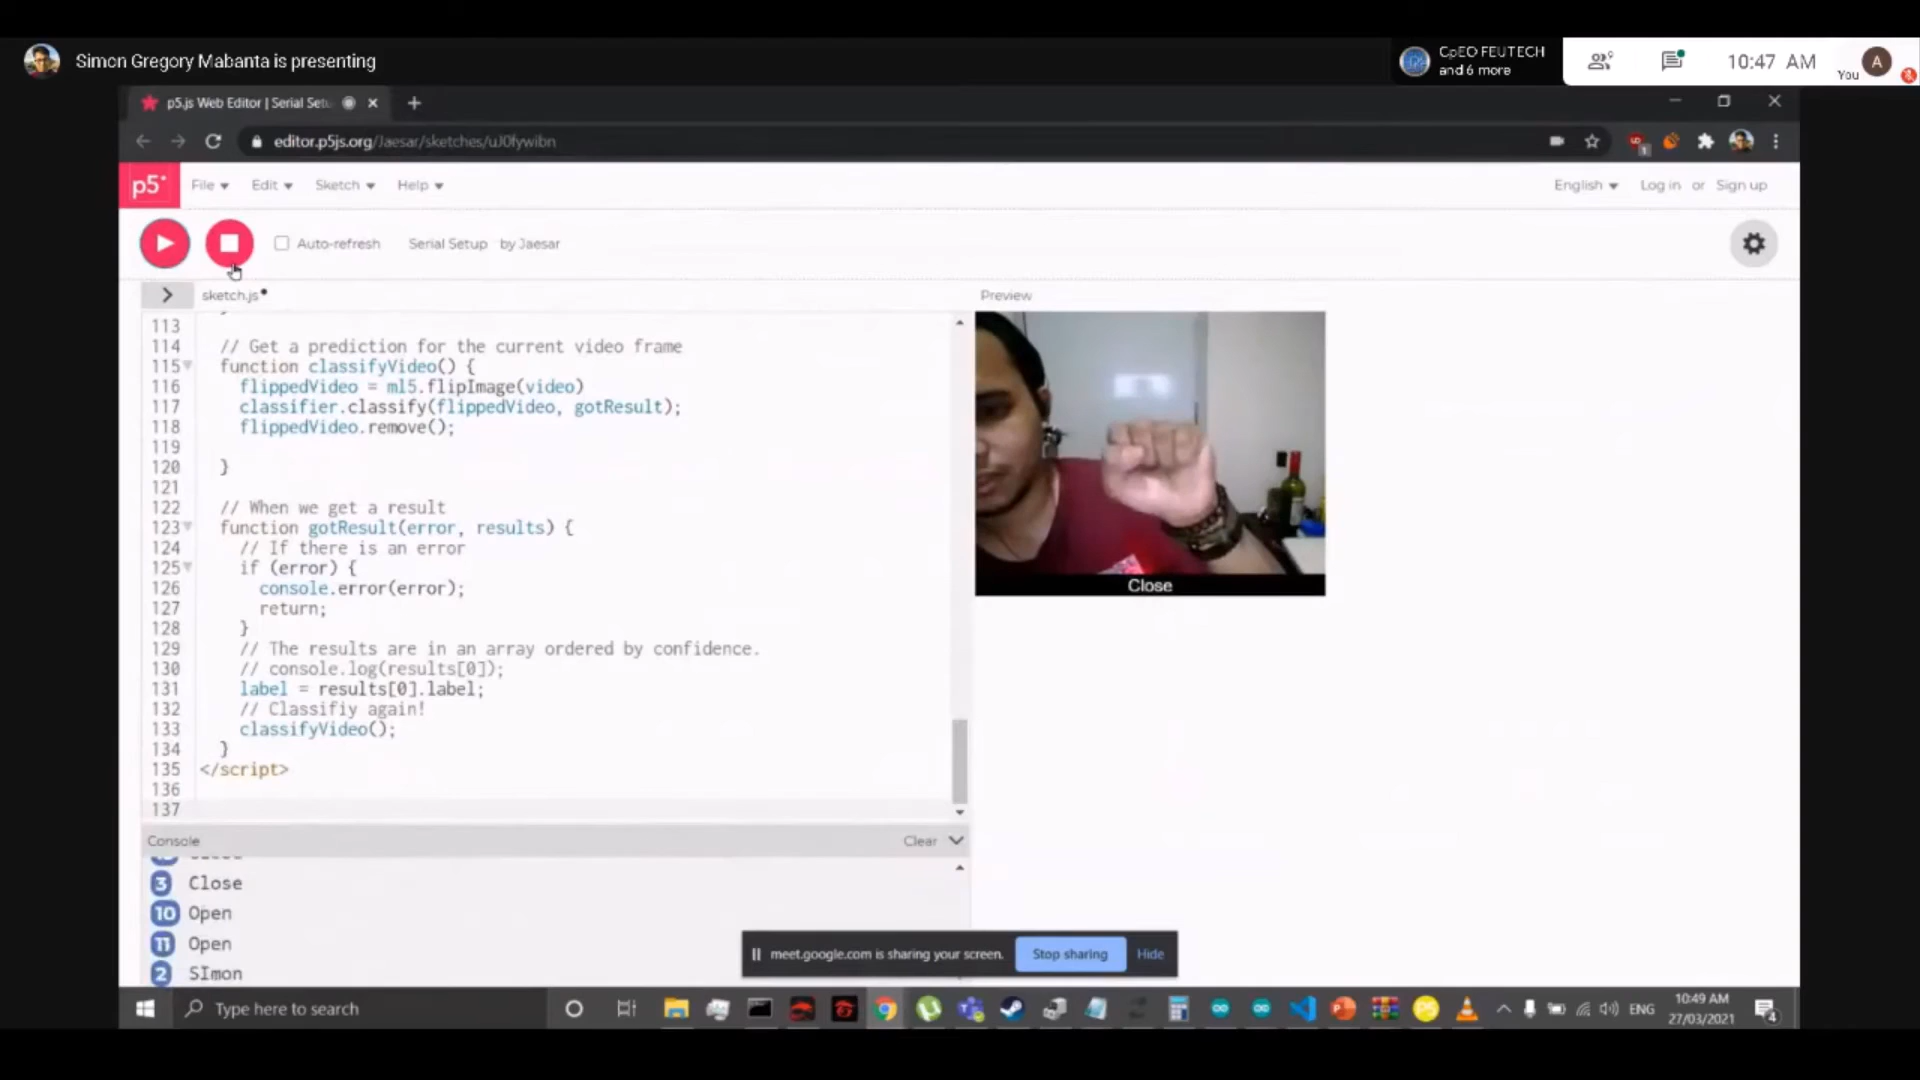 Simon Gregory Mabanta is presenting
CpEO FEUTECH
and 6 more
10:47 AM
You
A
p5.js Web Editor | Serial Setu
editor.p5js.org/Jaesar/sketches/uJ0fywibn
p5*
File
Edit
Sketch
Help
English
Log in or Sign up
Auto-refresh
Serial Setup by Jaesar
sketch.js
Preview
113
114 // Get a prediction for the current video frame
115 function classifyVideo() {
116 flippedVideo = ml5.flipImage(video)
117 classifier.classify(flippedVideo, gotResult);
118 flippedVideo.remove();
119
120 }
121
122 // When we get a result
123 function gotResult(error, results) {
124 // If there is an error
125 if (error) {
126 console.error(error);
127 return;
128 }
129 // The results are in an array ordered by confidence.
130 // console.log(results[0]);
131 label = results[0].label;
132 // Classifiy again!
133 classifyVideo();
134 }
135 </script>
136
137
Close
Console
Clear
3 Close
10 Open
11 Open
2 SImon
meet.google.com is sharing your screen.
Stop sharing
Hide
Type here to search
ENG
10:49 AM
27/03/2021
4